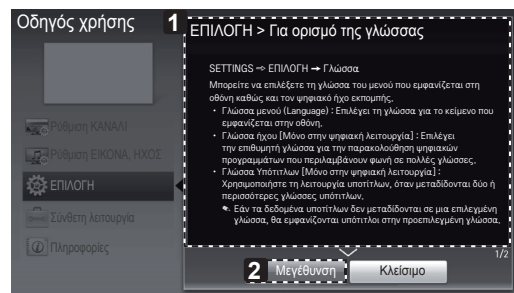 Οδηγός χρήσης
1
ΕΠΙΛΟΓΗ > Για ορισμό της γλώσσας
SETTINGS ⇨ ΕΠΙΛΟΓΗ ➞ Γλώσσα
Μπορείτε να επιλέξετε τη γλώσσα του μενού που εμφανίζεται στη
οθόνη καθώς και τον ψηφιακό ήχο εκπομπής.
• Γλώσσα μενού (Language) : Επιλέγει τη γλώσσα για το κείμενο που
εμφανίζεται στην οθόνη.
• Γλώσσα ήχου [Μόνο στην ψηφιακή λειτουργία] : Επιλέγει
την επιθυμητή γλώσσα για την παρακολούθηση ψηφιακών
προγραμμάτων που περιλαμβάνουν φωνή σε πολλές γλώσσες.
• Γλώσσα Υπότιτλων [Μόνο στην ψηφιακή λειτουργία] :
Χρησιμοποιήστε τη λειτουργία υποτίτλων, όταν μεταδίδονται δύο ή
περισσότερες γλώσσες υπότιτλων.
Εάν τα δεδομένα υποτίτλων δεν μεταδίδονται σε μια επιλεγμένη
γλώσσα, θα εμφανίζονται υπότιτλοι στην προεπιλεγμένη γλώσσα.
Ρύθμιση ΚΑΝΑΛΙ
Ρύθμιση ΕΙΚΟΝΑ, ΗΧΟΣ
ΕΠΙΛΟΓΗ
Σύνθετη λειτουργία
Πληροφορίες
1/2
2
Μεγέθυνση
Κλείσιμο